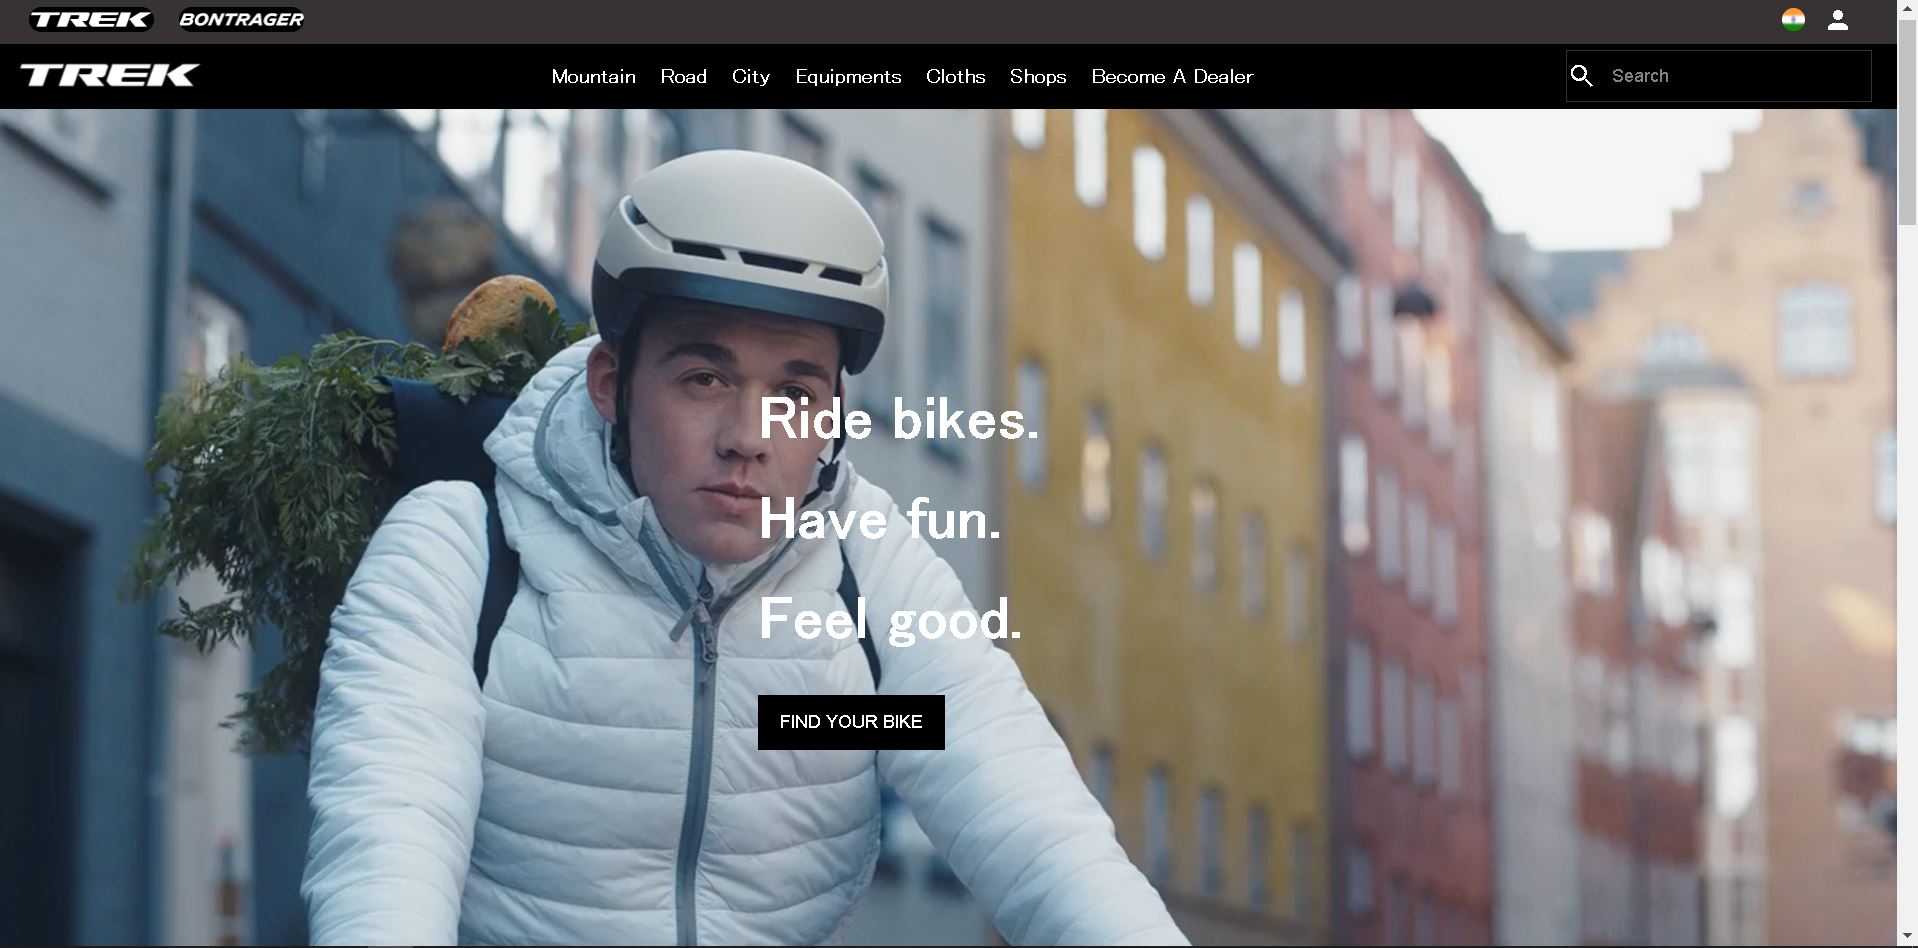 TREK BONTRAGER
TREK Mountain Road City Equipments Cloths Shops Become A Dealer Search
Ride bikes.
Have fun.
Feel good.
FIND YOUR BIKE